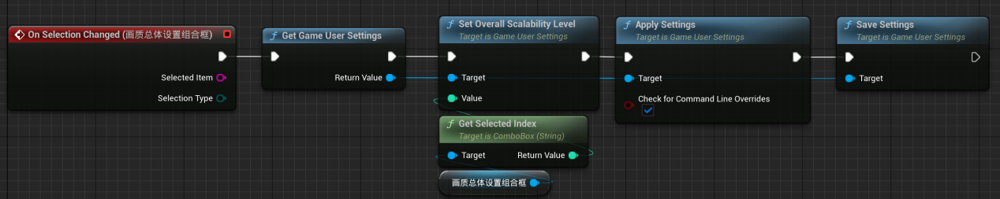 On Selection Changed (画质总体设置组合框)
Selected Item
Selection Type
Get Game User Settings
Return Value
Set Overall Scalability Level
Target is Game User Settings
Target
Value
Get Selected Index
Target is ComboBox (String)
Target Return Value
画质总体设置组合框
Apply Settings
Target is Game User Settings
Target
Check for Command Line Overrides
Save Settings
Target is Game User Settings
Target